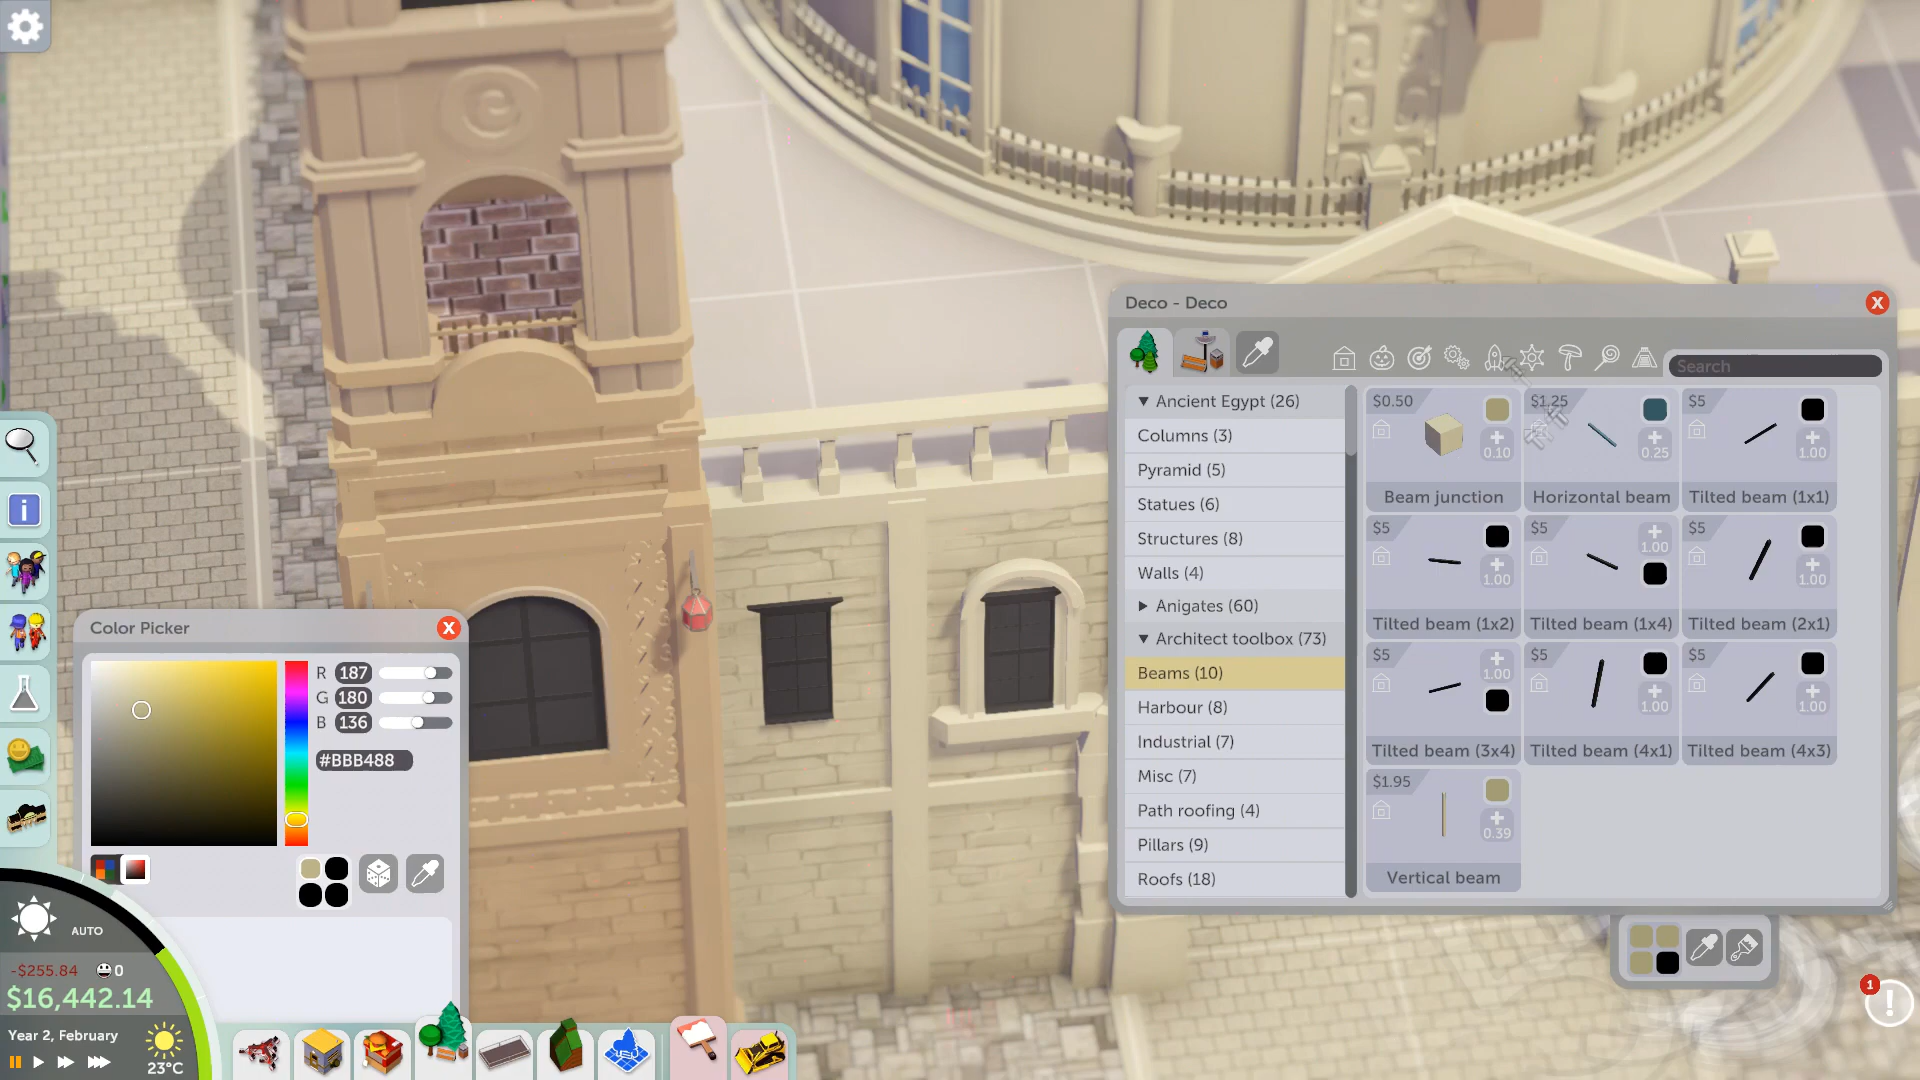 Deco - Deco
X
Search
▼ Ancient Egypt (26)
Columns (3)
Pyramid (5)
Statues (6)
Structures (8)
Walls (4)
▶ Anigates (60)
▼ Architect toolbox (73)
Beams (10)
Harbour (8)
Industrial (7)
Misc (7)
Path roofing (4)
Pillars (9)
Roofs (18)
$0.50
0.10
Beam junction
$1.25
0.25
Horizontal beam
$5
1.00
Tilted beam (1x1)
$5
1.00
Tilted beam (1x2)
$5
1.00
Tilted beam (1x4)
$5
1.00
Tilted beam (2x1)
$5
1.00
Tilted beam (3x4)
$5
1.00
Tilted beam (4x1)
$5
1.00
Tilted beam (4x3)
$1.95
0.39
Vertical beam
Color Picker
X
R 187
G 180
B 136
#BBB488
AUTO
-$255.84 0
$16,442.14
Year 2, February
23°C
i
1
!